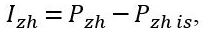 I_zh = P_zh − P_zh is,